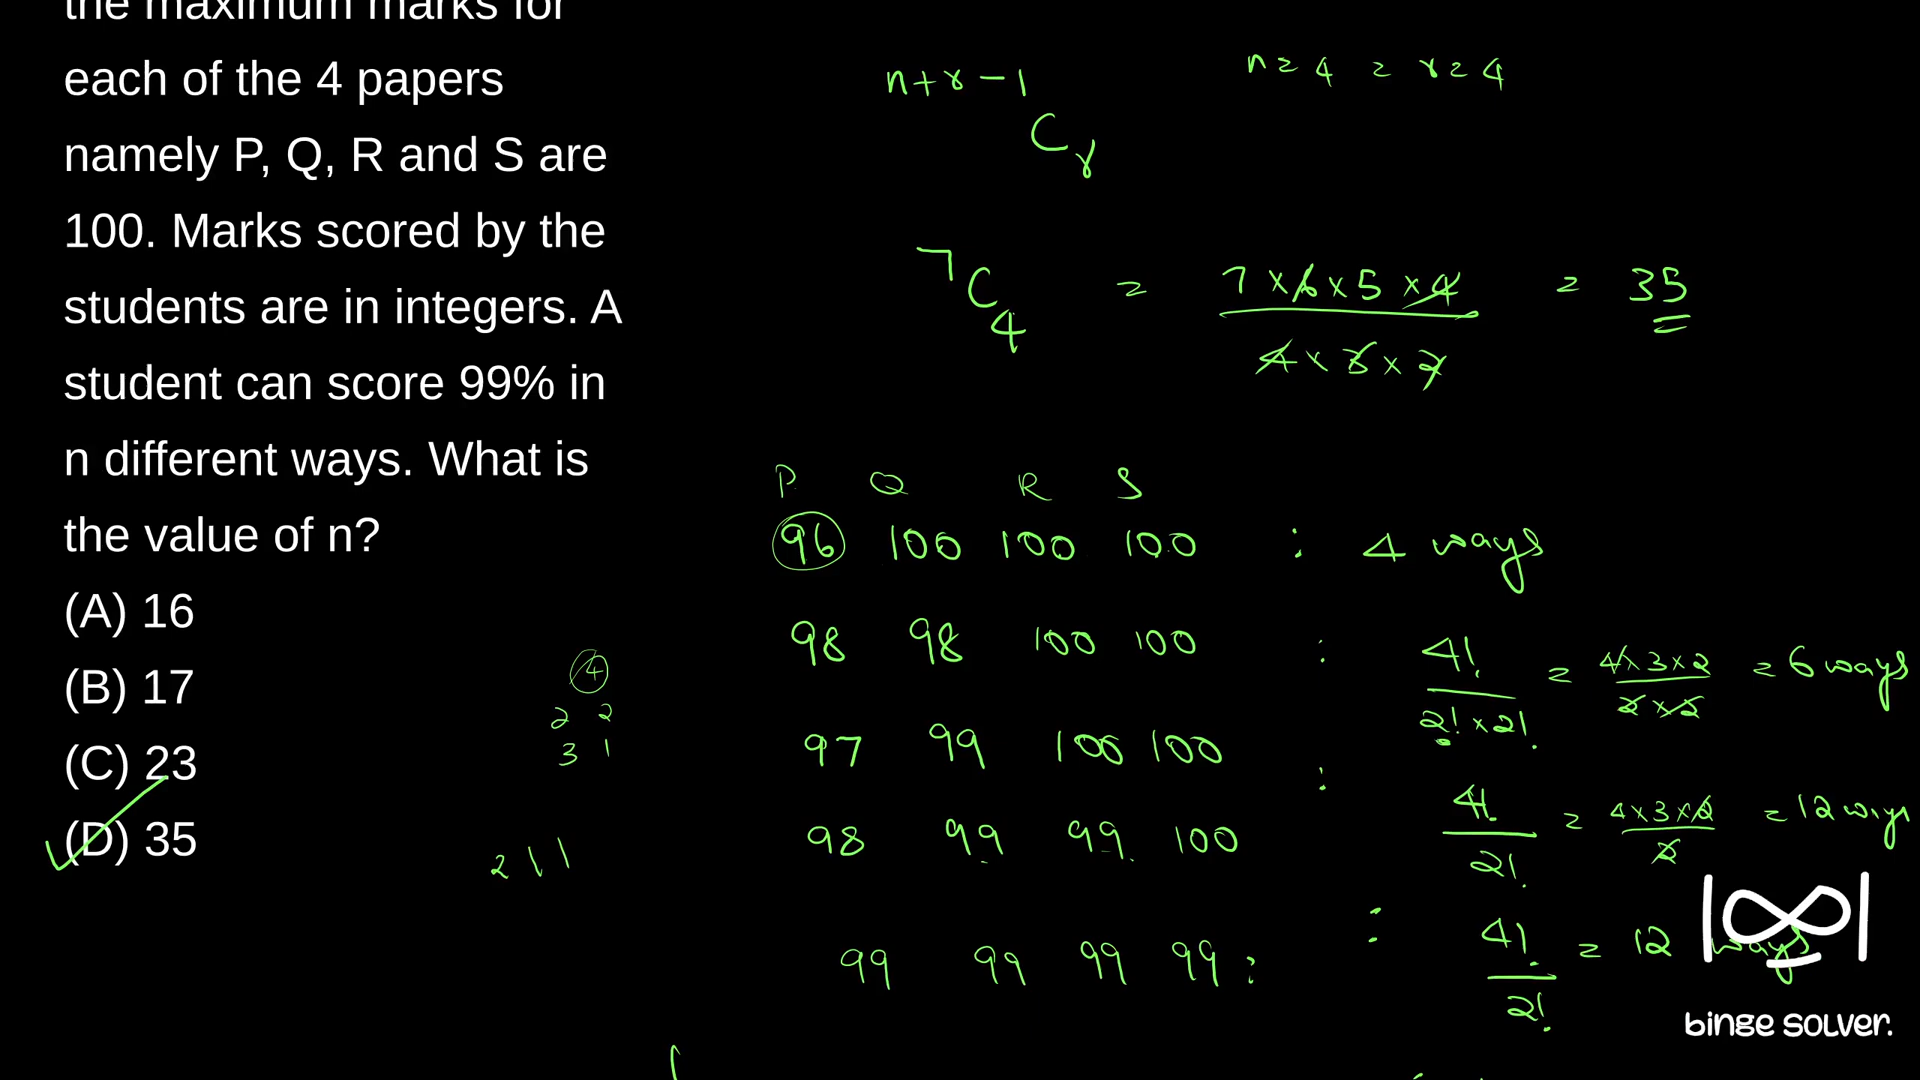 the maximum marks for
each of the 4 papers
namely P, Q, R and S are
100. Marks scored by the
students are in integers. A
student can score 99% in
n different ways. What is
the value of n?
(A) 16
(B) 17
(C) 23
(D) 35
n+r-1 C r
n = 4 = r = 4
7 C 4 = 7 × 6 × 5 × 4 / 4 × 3 × 2 = 35
P Q R S
96 100 100 100 : 4 ways
98 98 100 100 : 4! / 2! × 2! = 4 × 3 × 2 / 2 × 2 = 6 ways
97 99 100 100 : 4! / 2! = 4 × 3 × 2 / 2 = 12 ways
98 99 99 100 : 4! / 2! = 12 ways
99 99 99 99 :
4
2 2
3 1
2 1 1
binge solver.